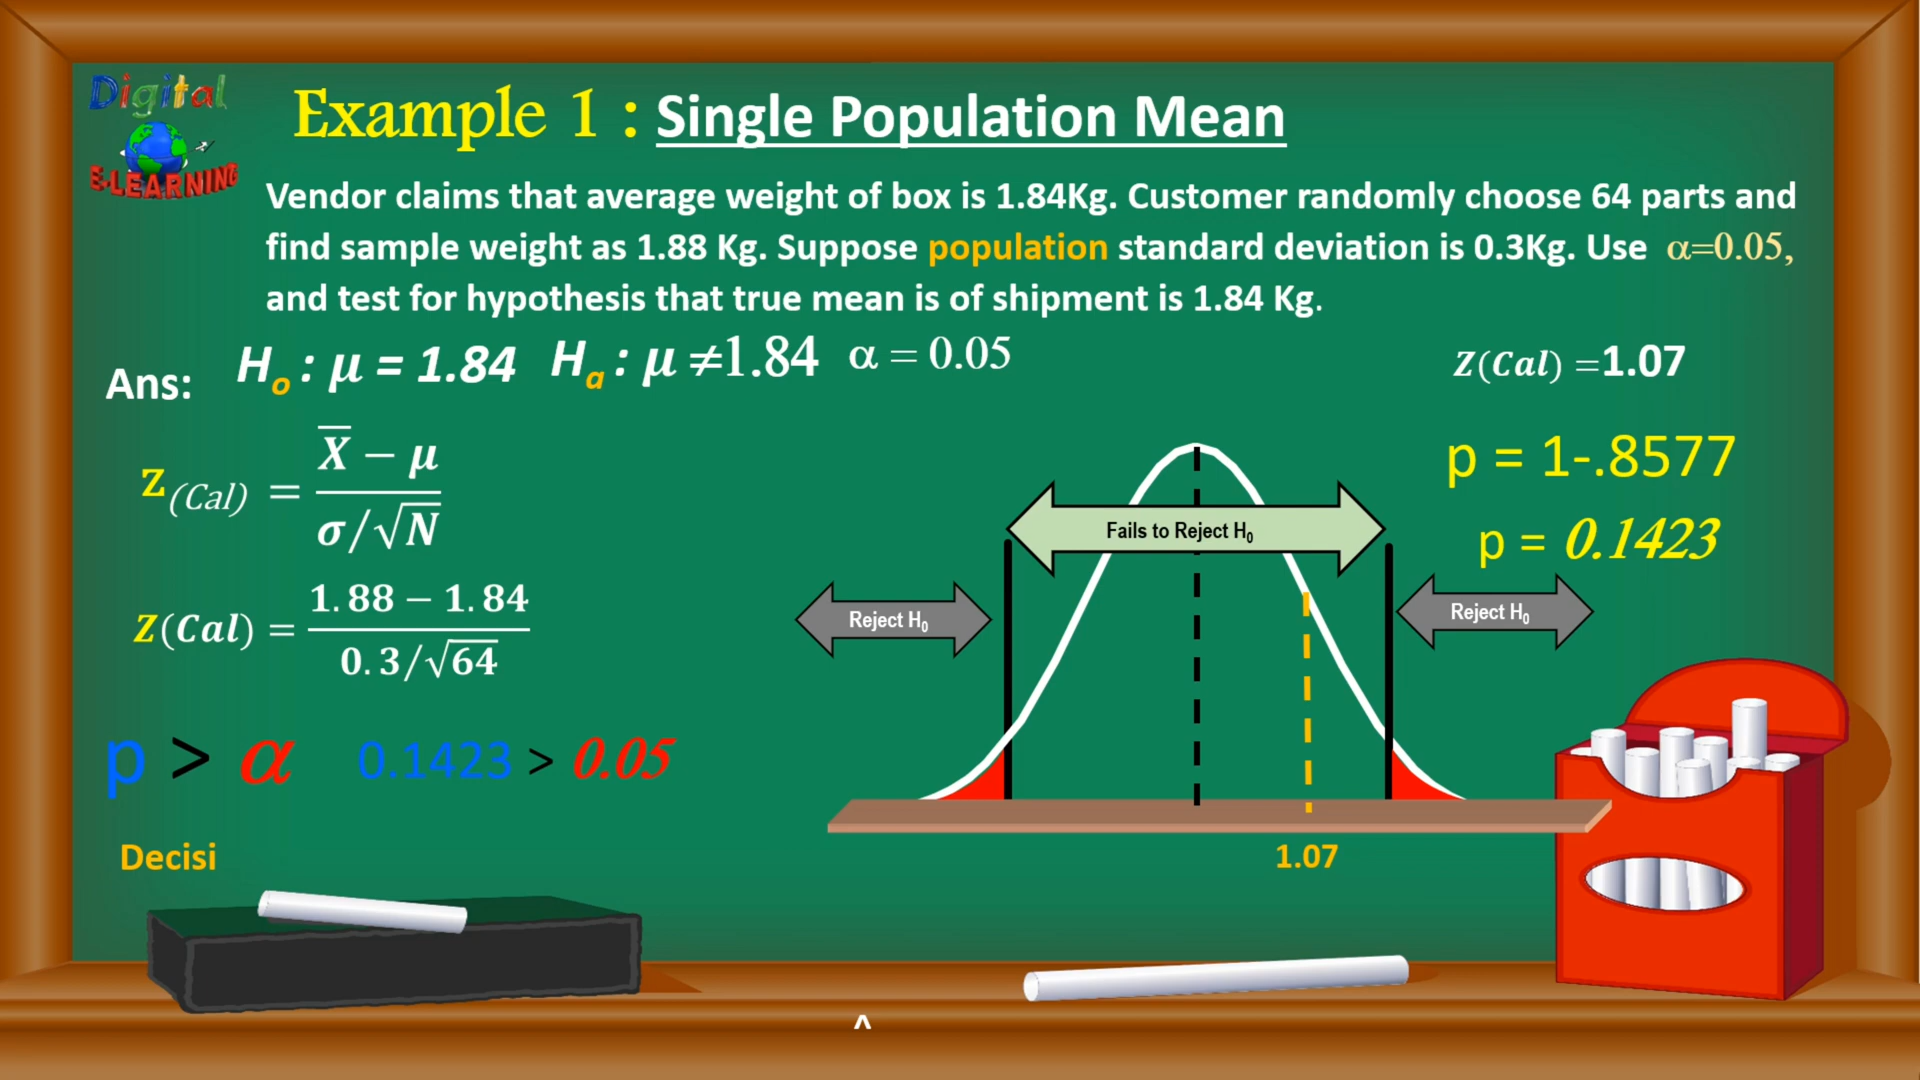 Digital
E-LEARNING
Example 1 : Single Population Mean
Vendor claims that average weight of box is 1.84Kg. Customer randomly choose 64 parts and
find sample weight as 1.88 Kg. Suppose population standard deviation is 0.3Kg. Use α=0.05,
and test for hypothesis that true mean is of shipment is 1.84 Kg.
Ans: Hₒ : μ = 1.84 Hₐ : μ ≠1.84 α = 0.05
Z(Cal) =1.07
Z(Cal) = X̅ − μ
σ/√N
p = 1-.8577
p = 0.1423
Fails to Reject H₀
Reject H₀
Reject H₀
Z(Cal) = 1.88 − 1.84
0.3/√64
p > α 0.1423 > 0.05
Decisi
1.07
^